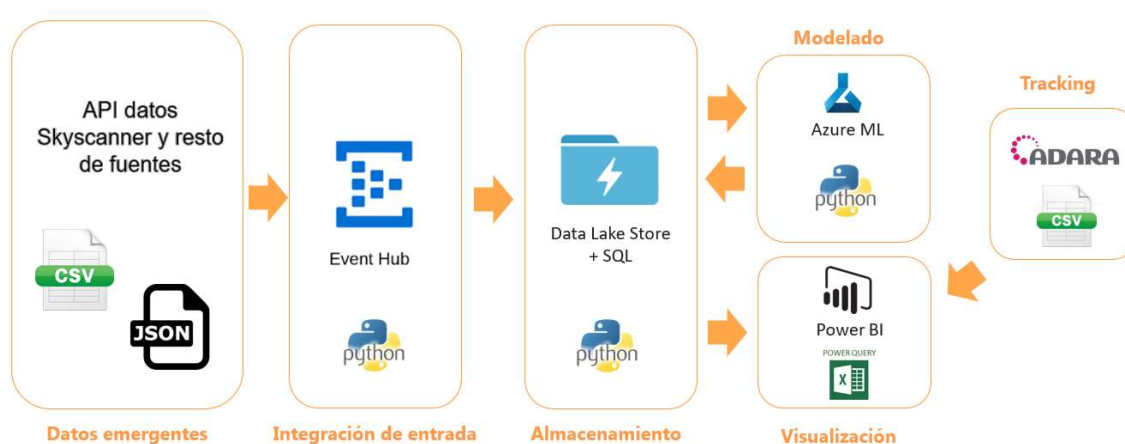 API datos
Skyscanner y resto
de fuentes
CSV
JSON
Datos emergentes
Event Hub
python
Integración de entrada
Data Lake Store
+ SQL
python
Almacenamiento
Modelado
Azure ML
python
Power BI
POWER QUERY
X
Visualización
Tracking
ADARA
CSV